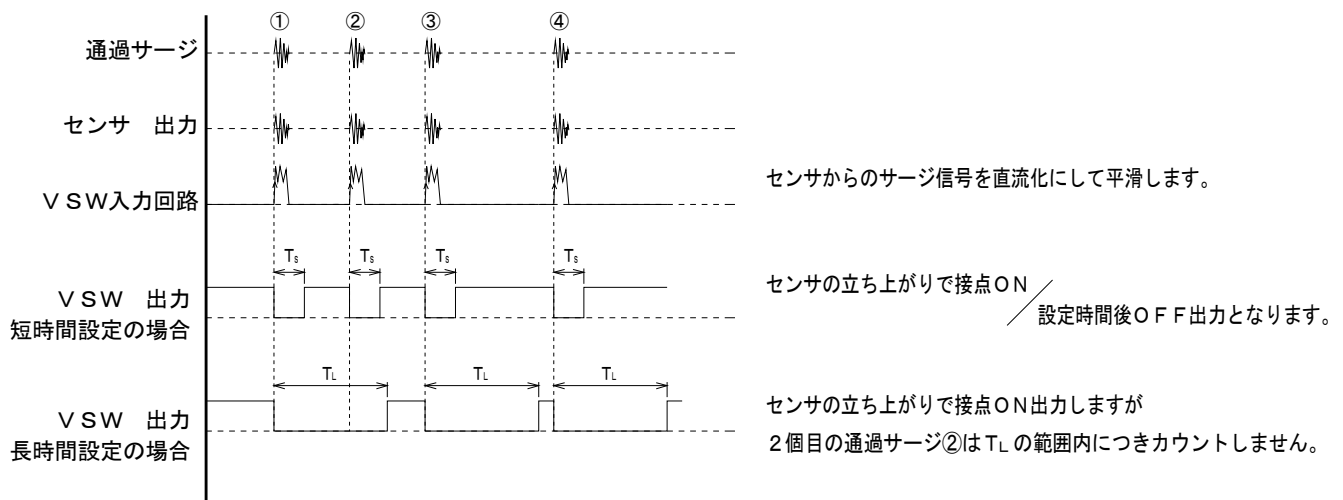 ① ② ③ ④
通過サージ
センサ 出力
ＶＳＷ入力回路
センサからのサージ信号を直流化にして平滑します。
Ts Ts Ts Ts
ＶＳＷ 出力
短時間設定の場合
センサの立ち上がりで接点ＯＮ
設定時間後ＯＦＦ出力となります。
TL TL TL
ＶＳＷ 出力
長時間設定の場合
センサの立ち上がりで接点ＯＮ出力しますが
２個目の通過サージ②はTLの範囲内につきカウントしません。